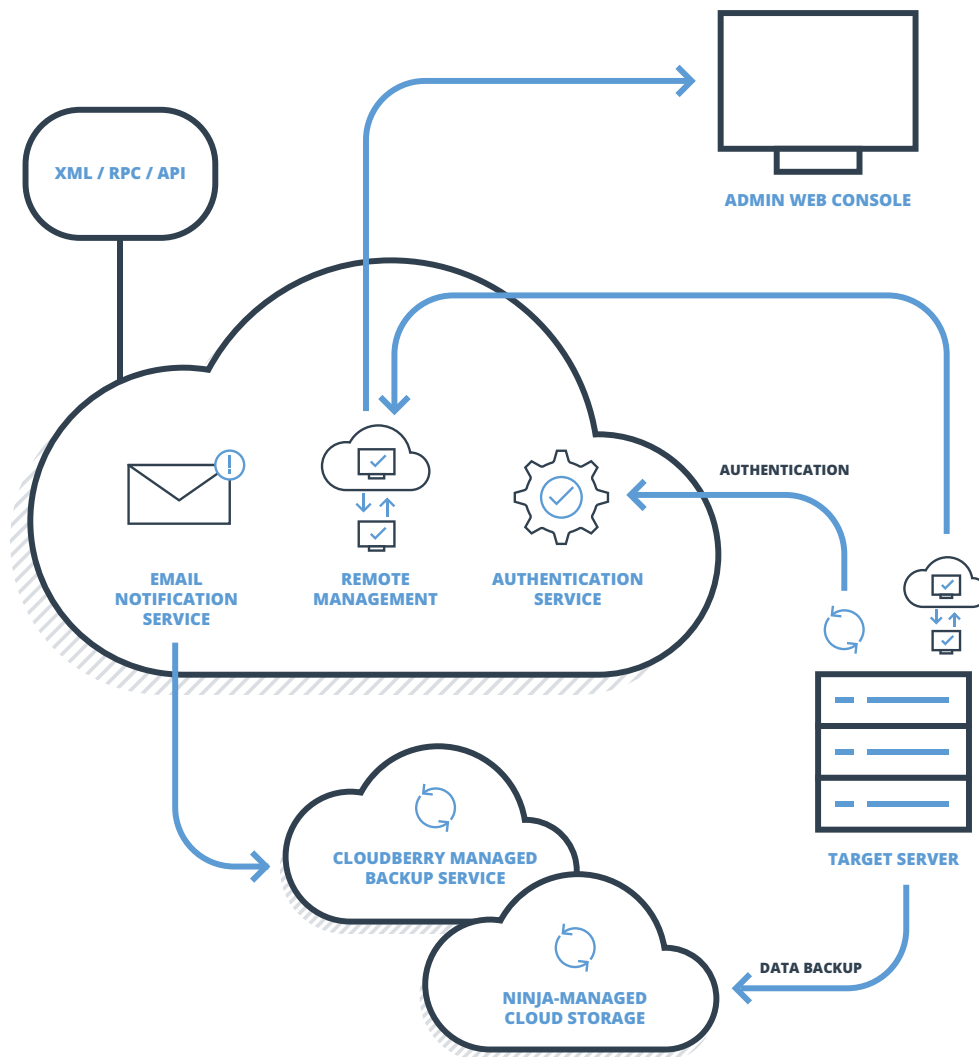 XML / RPC / API
ADMIN WEB CONSOLE
AUTHENTICATION
EMAIL
NOTIFICATION
SERVICE
REMOTE
MANAGEMENT
AUTHENTICATION
SERVICE
CLOUDBERRY MANAGED
BACKUP SERVICE
TARGET SERVER
DATA BACKUP
NINJA-MANAGED
CLOUD STORAGE